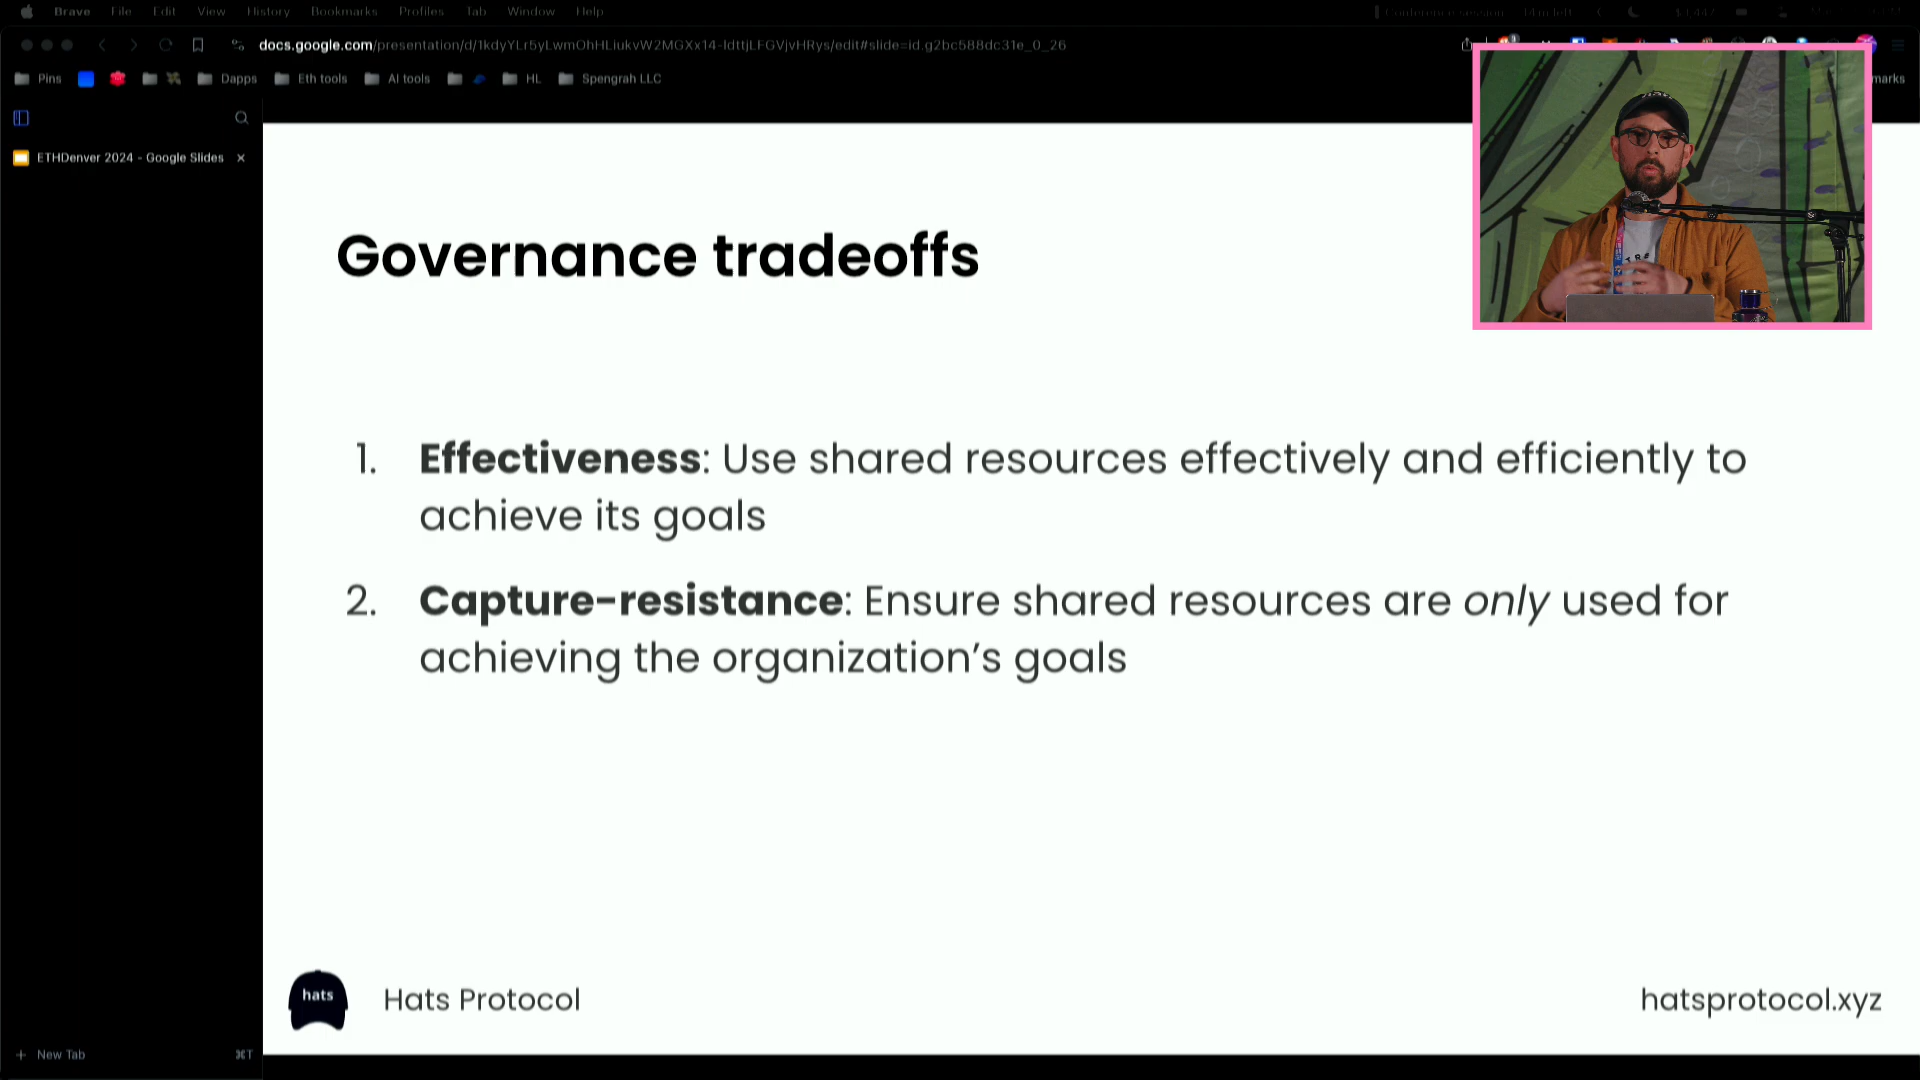 Brave File Edit View History Bookmarks Profiles Tab Window Help
Conference session
docs.google.com/presentation/d/1kdyYLr5yLwmOhHLiukvW2MGXx14-IdttjLFGVjvHRys/edit#slide=id.g2bc588dc31e_0_26
Pins Dapps Eth tools AI tools HL Spengrah LLC
marks
ETHDenver 2024 - Google Slides
Governance tradeoffs
1. Effectiveness: Use shared resources effectively and efficiently to
achieve its goals
2. Capture-resistance: Ensure shared resources are only used for
achieving the organization’s goals
hats
Hats Protocol
hatsprotocol.xyz
New Tab ⌘T